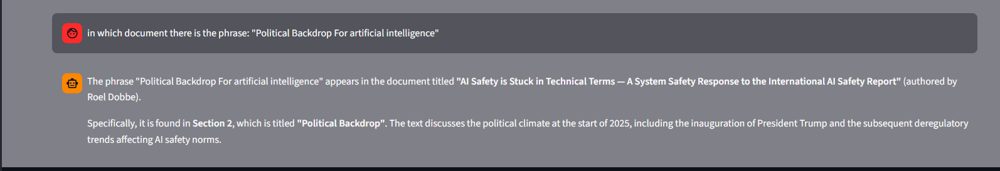 in which document there is the phrase: "Political Backdrop For artificial intelligence"
The phrase "Political Backdrop For artificial intelligence" appears in the document titled "AI Safety is Stuck in Technical Terms — A System Safety Response to the International AI Safety Report" (authored by
Roel Dobbe).
Specifically, it is found in Section 2, which is titled "Political Backdrop". The text discusses the political climate at the start of 2025, including the inauguration of President Trump and the subsequent deregulatory
trends affecting AI safety norms.